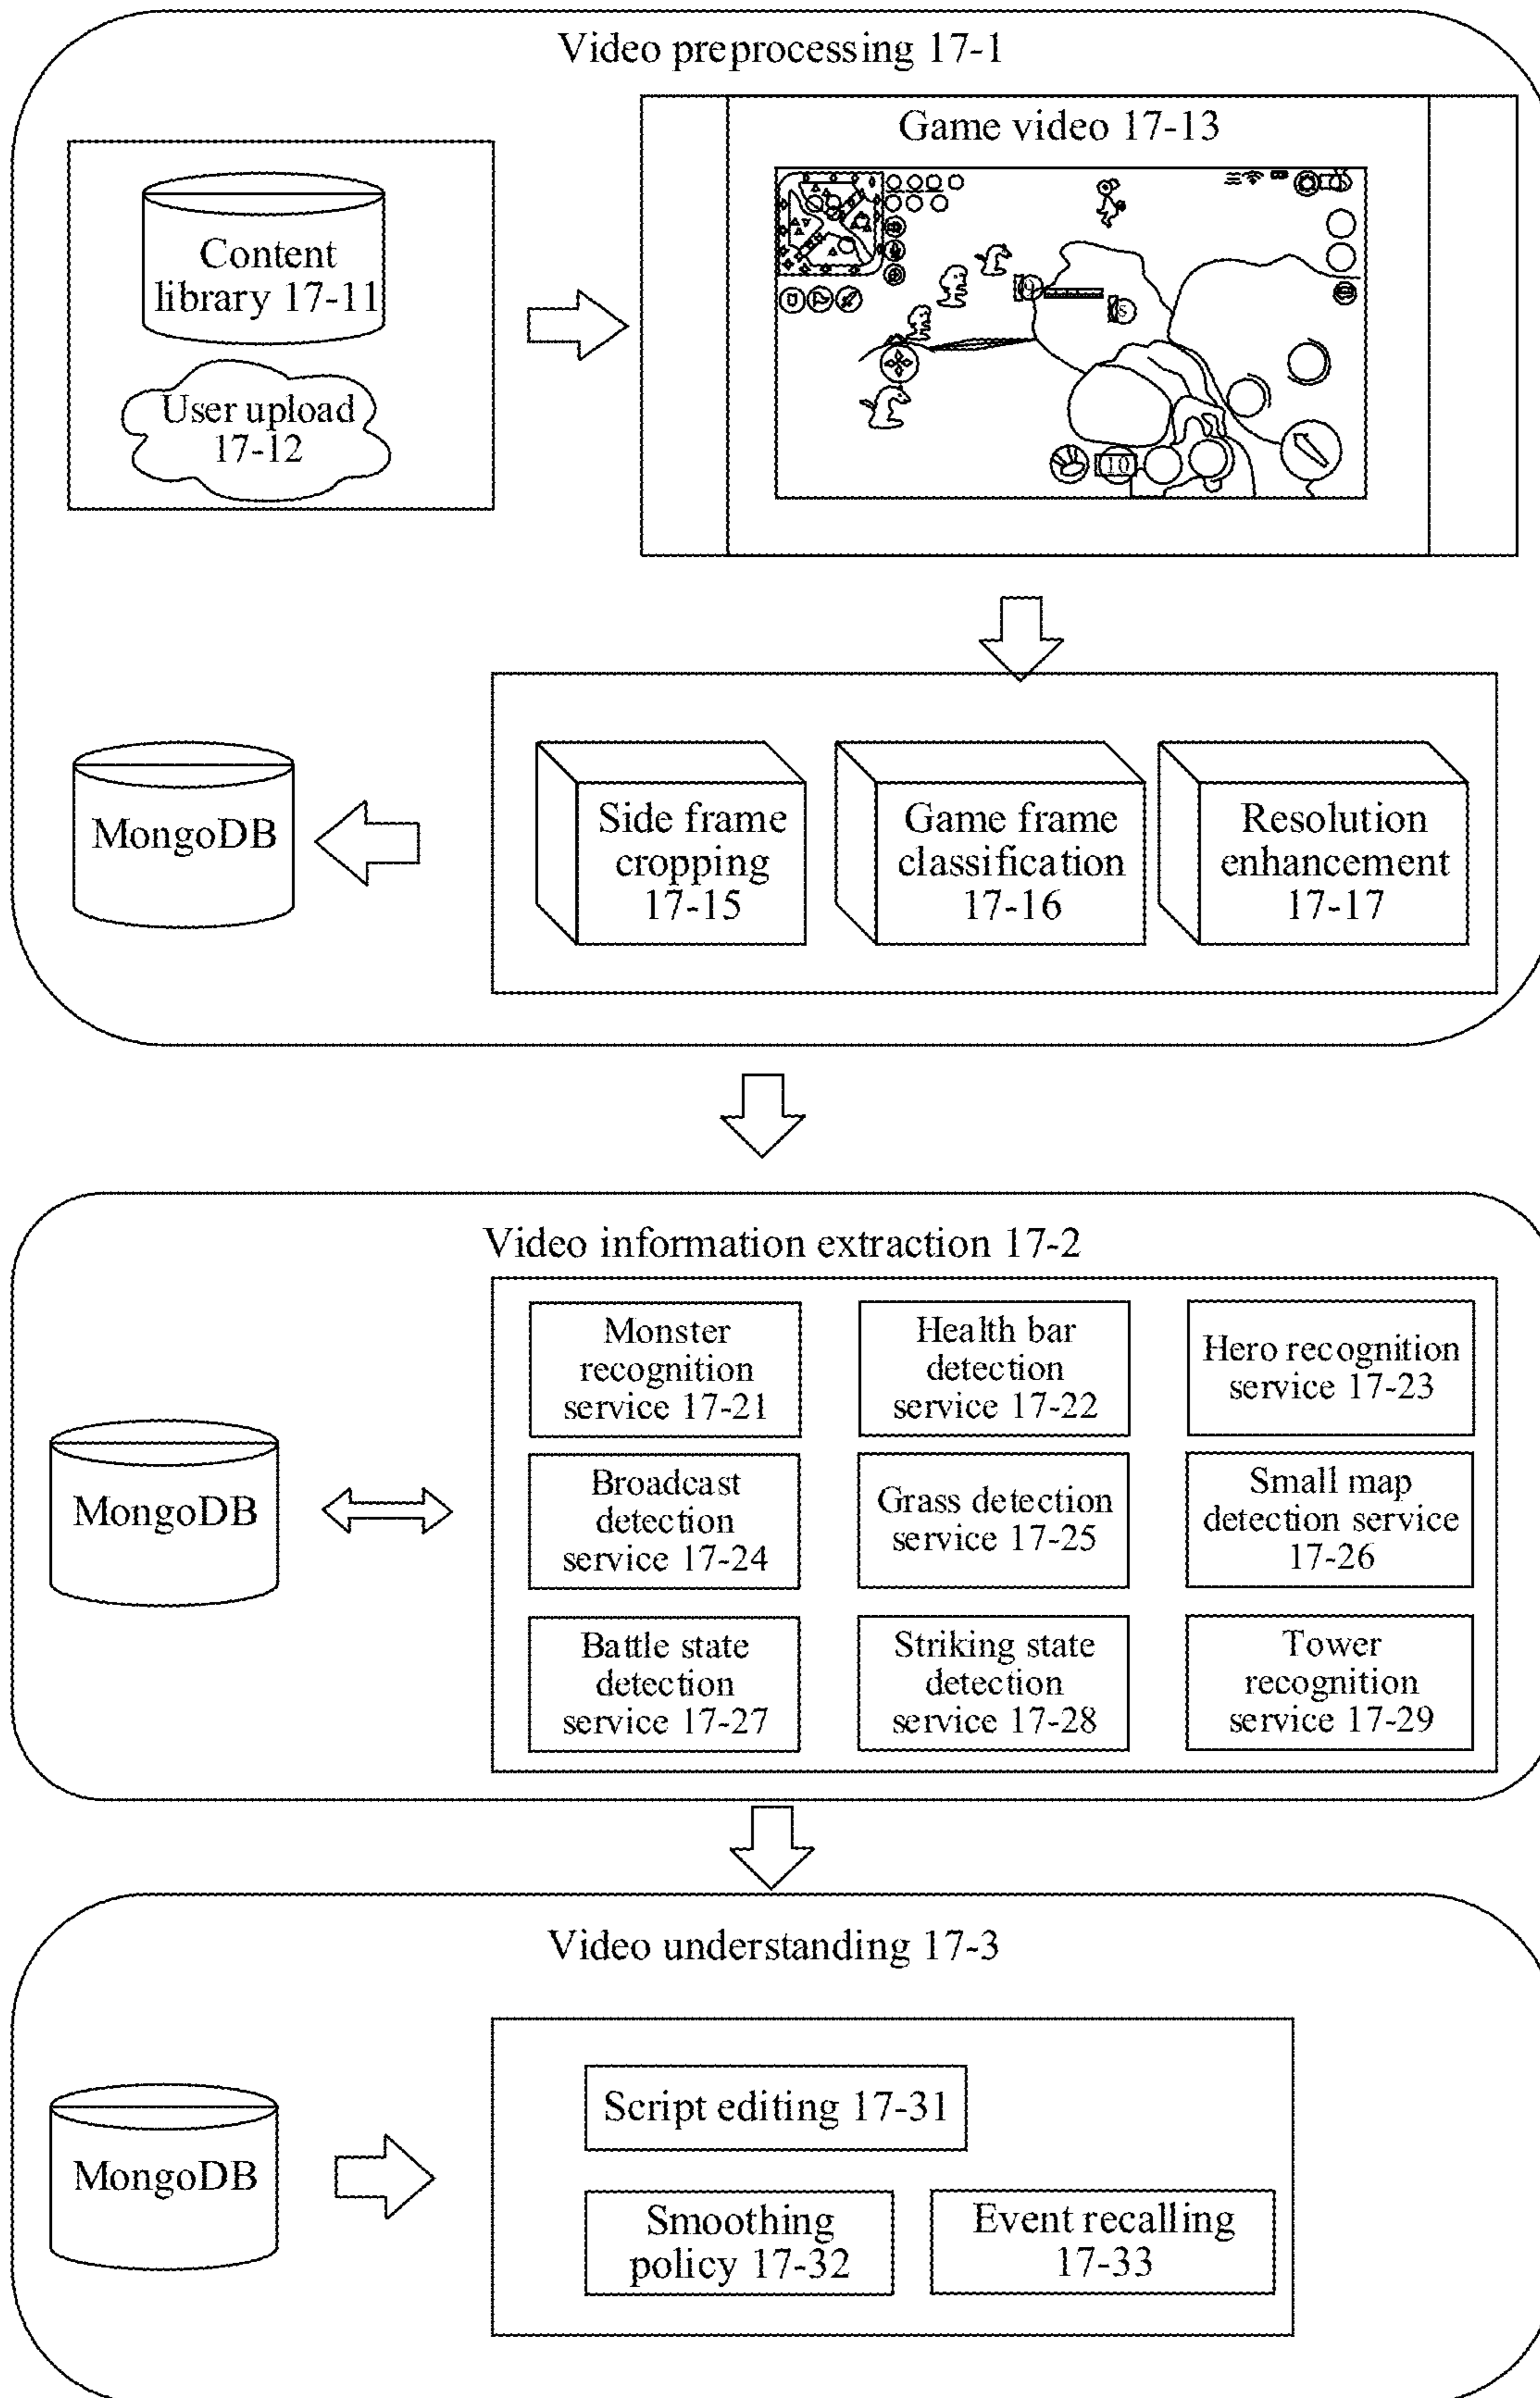 Video preprocessing 17-1
Content
library 17-11
User upload
17-12
Game video 17-13
9
s
10
MongoDB
Side frame
cropping
17-15
Game frame
classification
17-16
Resolution
enhancement
17-17
Video information extraction 17-2
MongoDB
Monster
recognition
service 17-21
Health bar
detection
service 17-22
Hero recognition
service 17-23
Broadcast
detection
service 17-24
Grass detection
service 17-25
Small map
detection service
17-26
Battle state
detection
service 17-27
Striking state
detection
service 17-28
Tower
recognition
service 17-29
Video understanding 17-3
MongoDB
Script editing 17-31
Smoothing
policy 17-32
Event recalling
17-33